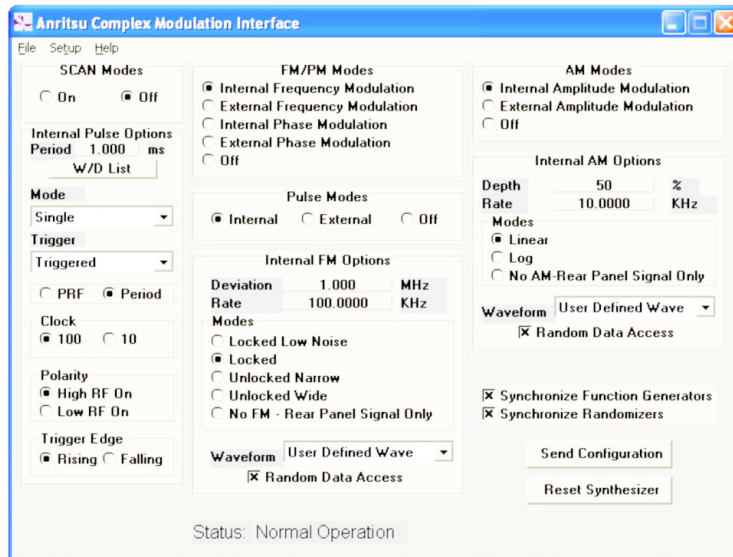 Anritsu Complex Modulation Interface
File Setup Help
SCAN Modes
On Off
Internal Pulse Options
Period 1.000 ms
W/D List
Mode
Single
Trigger
Triggered
PRF Period
Clock
100 10
Polarity
High RF On
Low RF On
Trigger Edge
Rising Falling
FM/PM Modes
Internal Frequency Modulation
External Frequency Modulation
Internal Phase Modulation
External Phase Modulation
Off
Pulse Modes
Internal External Off
Internal FM Options
Deviation 1.000 MHz
Rate 100.0000 KHz
Modes
Locked Low Noise
Locked
Unlocked Narrow
Unlocked Wide
No FM - Rear Panel Signal Only
Waveform User Defined Wave
Random Data Access
AM Modes
Internal Amplitude Modulation
External Amplitude Modulation
Off
Internal AM Options
Depth 50 %
Rate 10.0000 KHz
Modes
Linear
Log
No AM-Rear Panel Signal Only
Waveform User Defined Wave
Random Data Access
Synchronize Function Generators
Synchronize Randomizers
Send Configuration
Reset Synthesizer
Status: Normal Operation